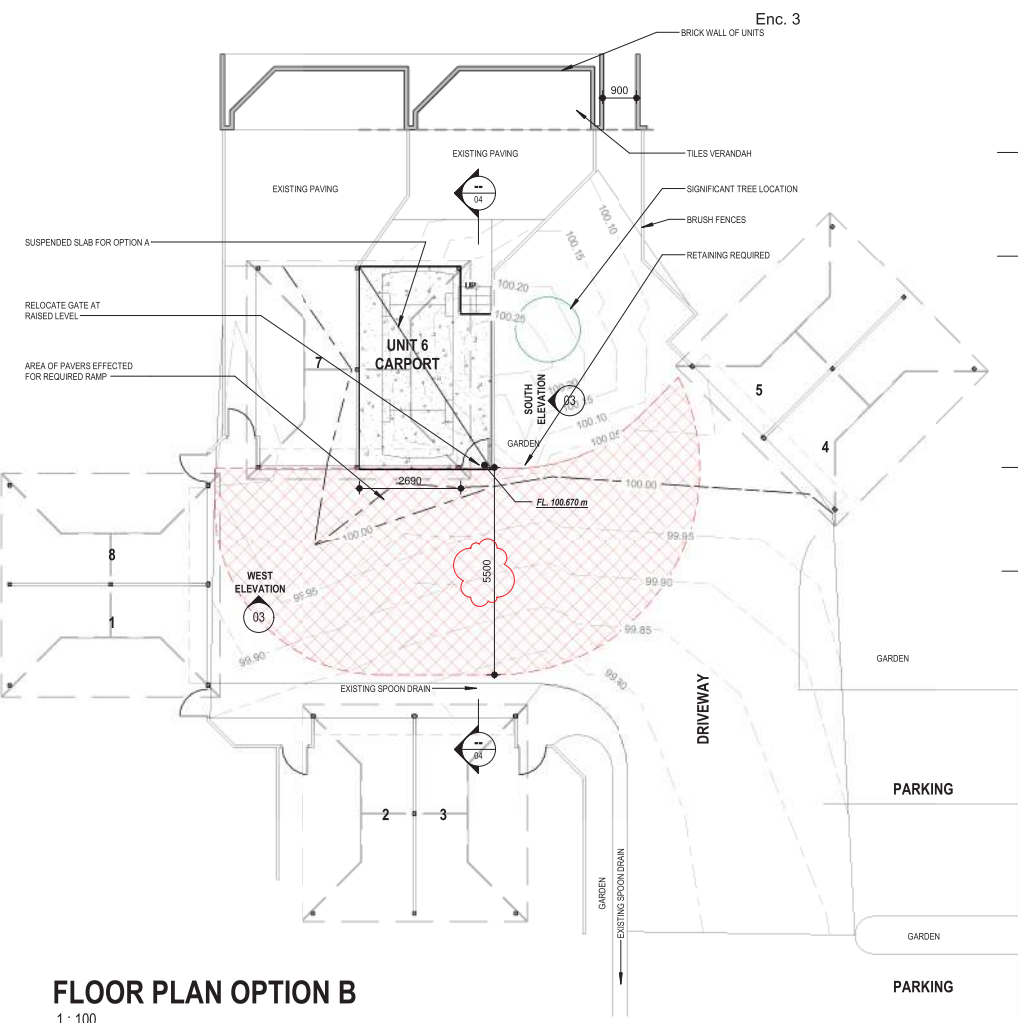 Enc. 3
BRICK WALL OF UNITS
900
EXISTING PAVING
TILES VERANDAH
EXISTING PAVING
SIGNIFICANT TREE LOCATION
--
04
100.10
BRUSH FENCES
SUSPENDED SLAB FOR OPTION A
100.15
RETAINING REQUIRED
UP
100.20
RELOCATE GATE AT
RAISED LEVEL
100.25
UNIT 6
CARPORT
7
AREA OF PAVERS EFFECTED
FOR REQUIRED RAMP
5
SOUTH
ELEVATION
03
100.20
100.15
100.10
100.05
GARDEN
4
2690
100.00
FL. 100.670 m
100.00
99.95
8
5500
WEST
ELEVATION
99.90
99.95
03
1
99.85
99.90
GARDEN
99.80
EXISTING SPOON DRAIN
DRIVEWAY
--
04
PARKING
2
3
GARDEN
EXISTING SPOON DRAIN
GARDEN
PARKING
FLOOR PLAN OPTION B
1 : 100